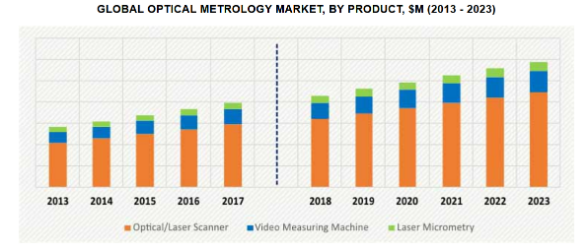 GLOBAL OPTICAL METROLOGY MARKET, BY PRODUCT, $M (2013 - 2023)
2013 2014 2015 2016 2017 2018 2019 2020 2021 2022 2023
Optical/Laser Scanner Video Measuring Machine Laser Micrometry